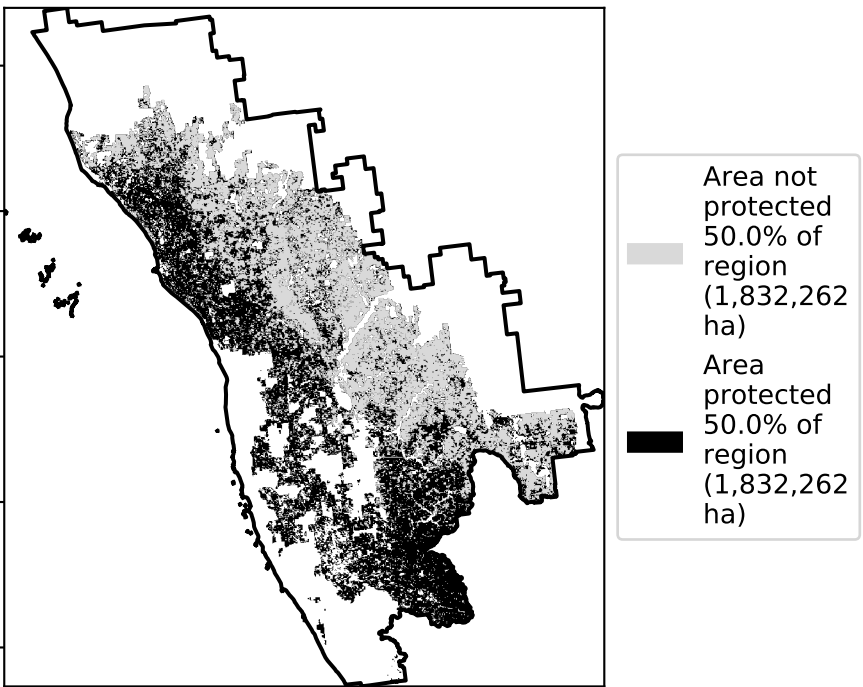 Area not
protected
50.0% of
region
(1,832,262
ha)
Area
protected
50.0% of
region
(1,832,262
ha)